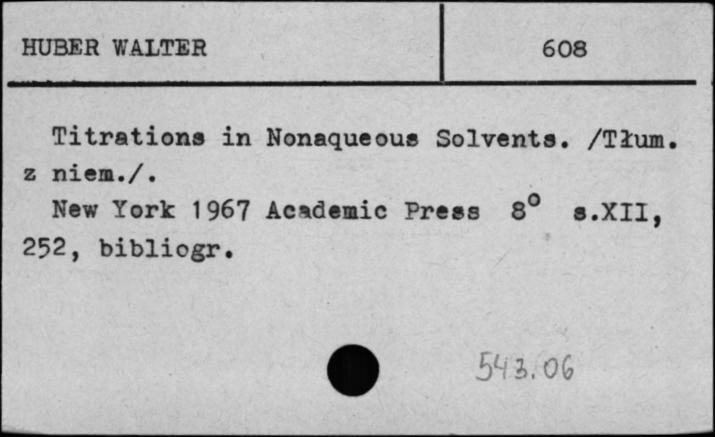 HUBER WALTER 608
Titrations in Nonaqueous Solvents. /Tłum.
z niem./.
New York 1967 Academic Press 8° s.XII,
252, bibliogr.
543.06